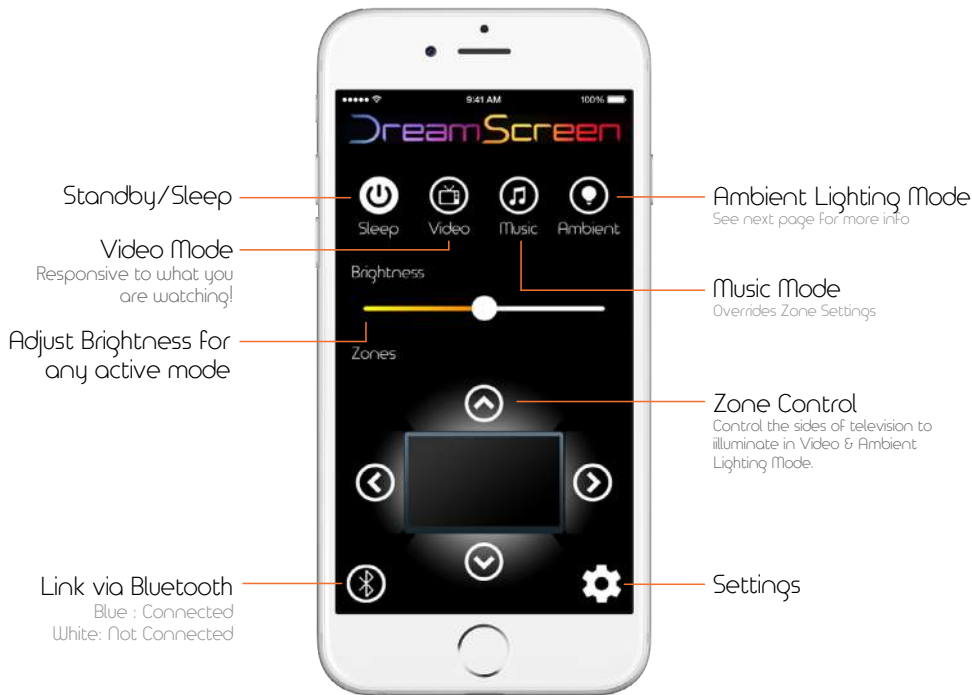 9:41 AM
100%
DreamScreen
Sleep
Video
Music
Ambient
Brightness
Zones
Standby/Sleep
Video Mode
Responsive to what you
are watching!
Adjust Brightness for
any active mode
Link via Bluetooth
Blue : Connected
White: Not Connected
Ambient Lighting Mode
See next page for more info
Music Mode
Overrides Zone Settings
Zone Control
Control the sides of television to
iilluminate in Video & Ambient
Lighting Mode.
Settings